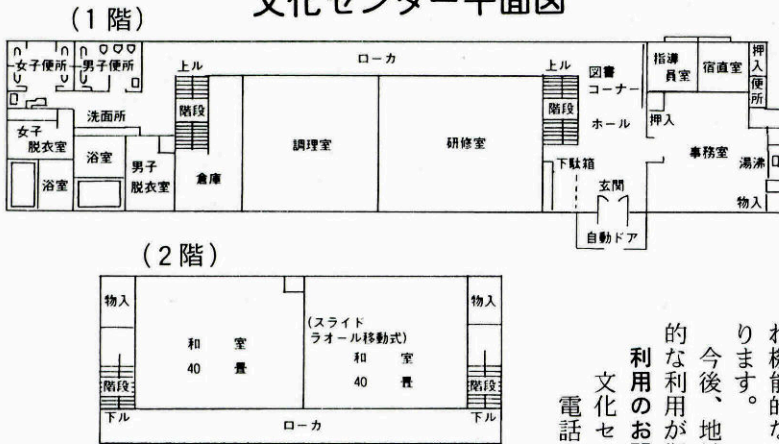 文化センター平面図
(1階)
女子便所
男子便所
洗面所
女子
脱衣室
浴室
浴室
男子
脱衣室
上ル
階段
倉庫
ローカ
調理室
研修室
上ル
階段
図書
コーナー
ホール
下駄箱
玄関
自動ドア
指導
員室
宿直室
押入
便所
押入
事務室
湯沸
物入
(2階)
物入
階段
下ル
和室
40畳
(スライド
ラオール移動式)
和室
40畳
物入
階段
下ル
ローカ
れ機能的な
ります。
今後、地
的な利用が
利用のお
文化セ
電話